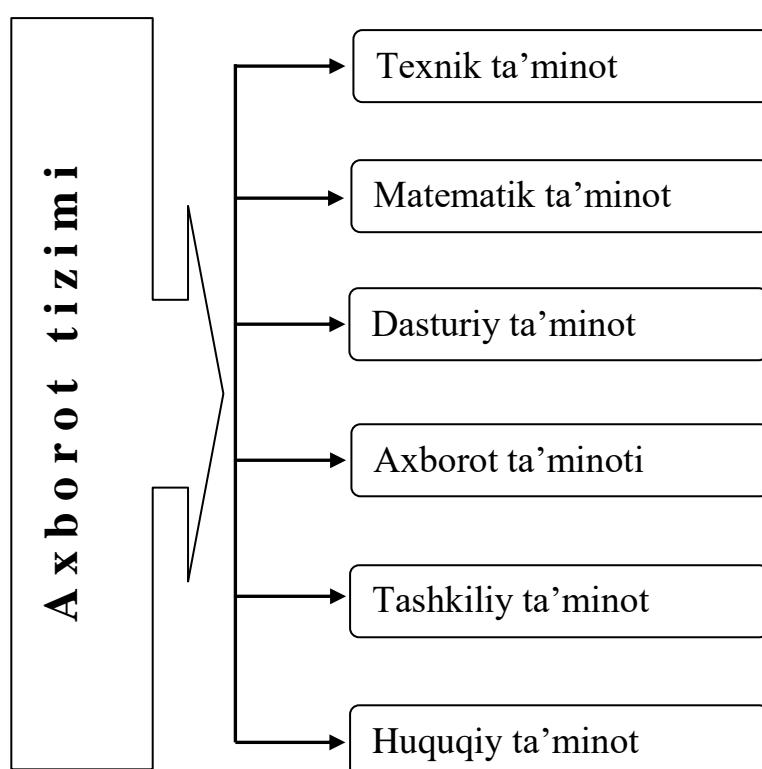 Axborot tizimi
Texnik ta’minot
Matematik ta’minot
Dasturiy ta’minot
Axborot ta’minoti
Tashkiliy ta’minot
Huquqiy ta’minot